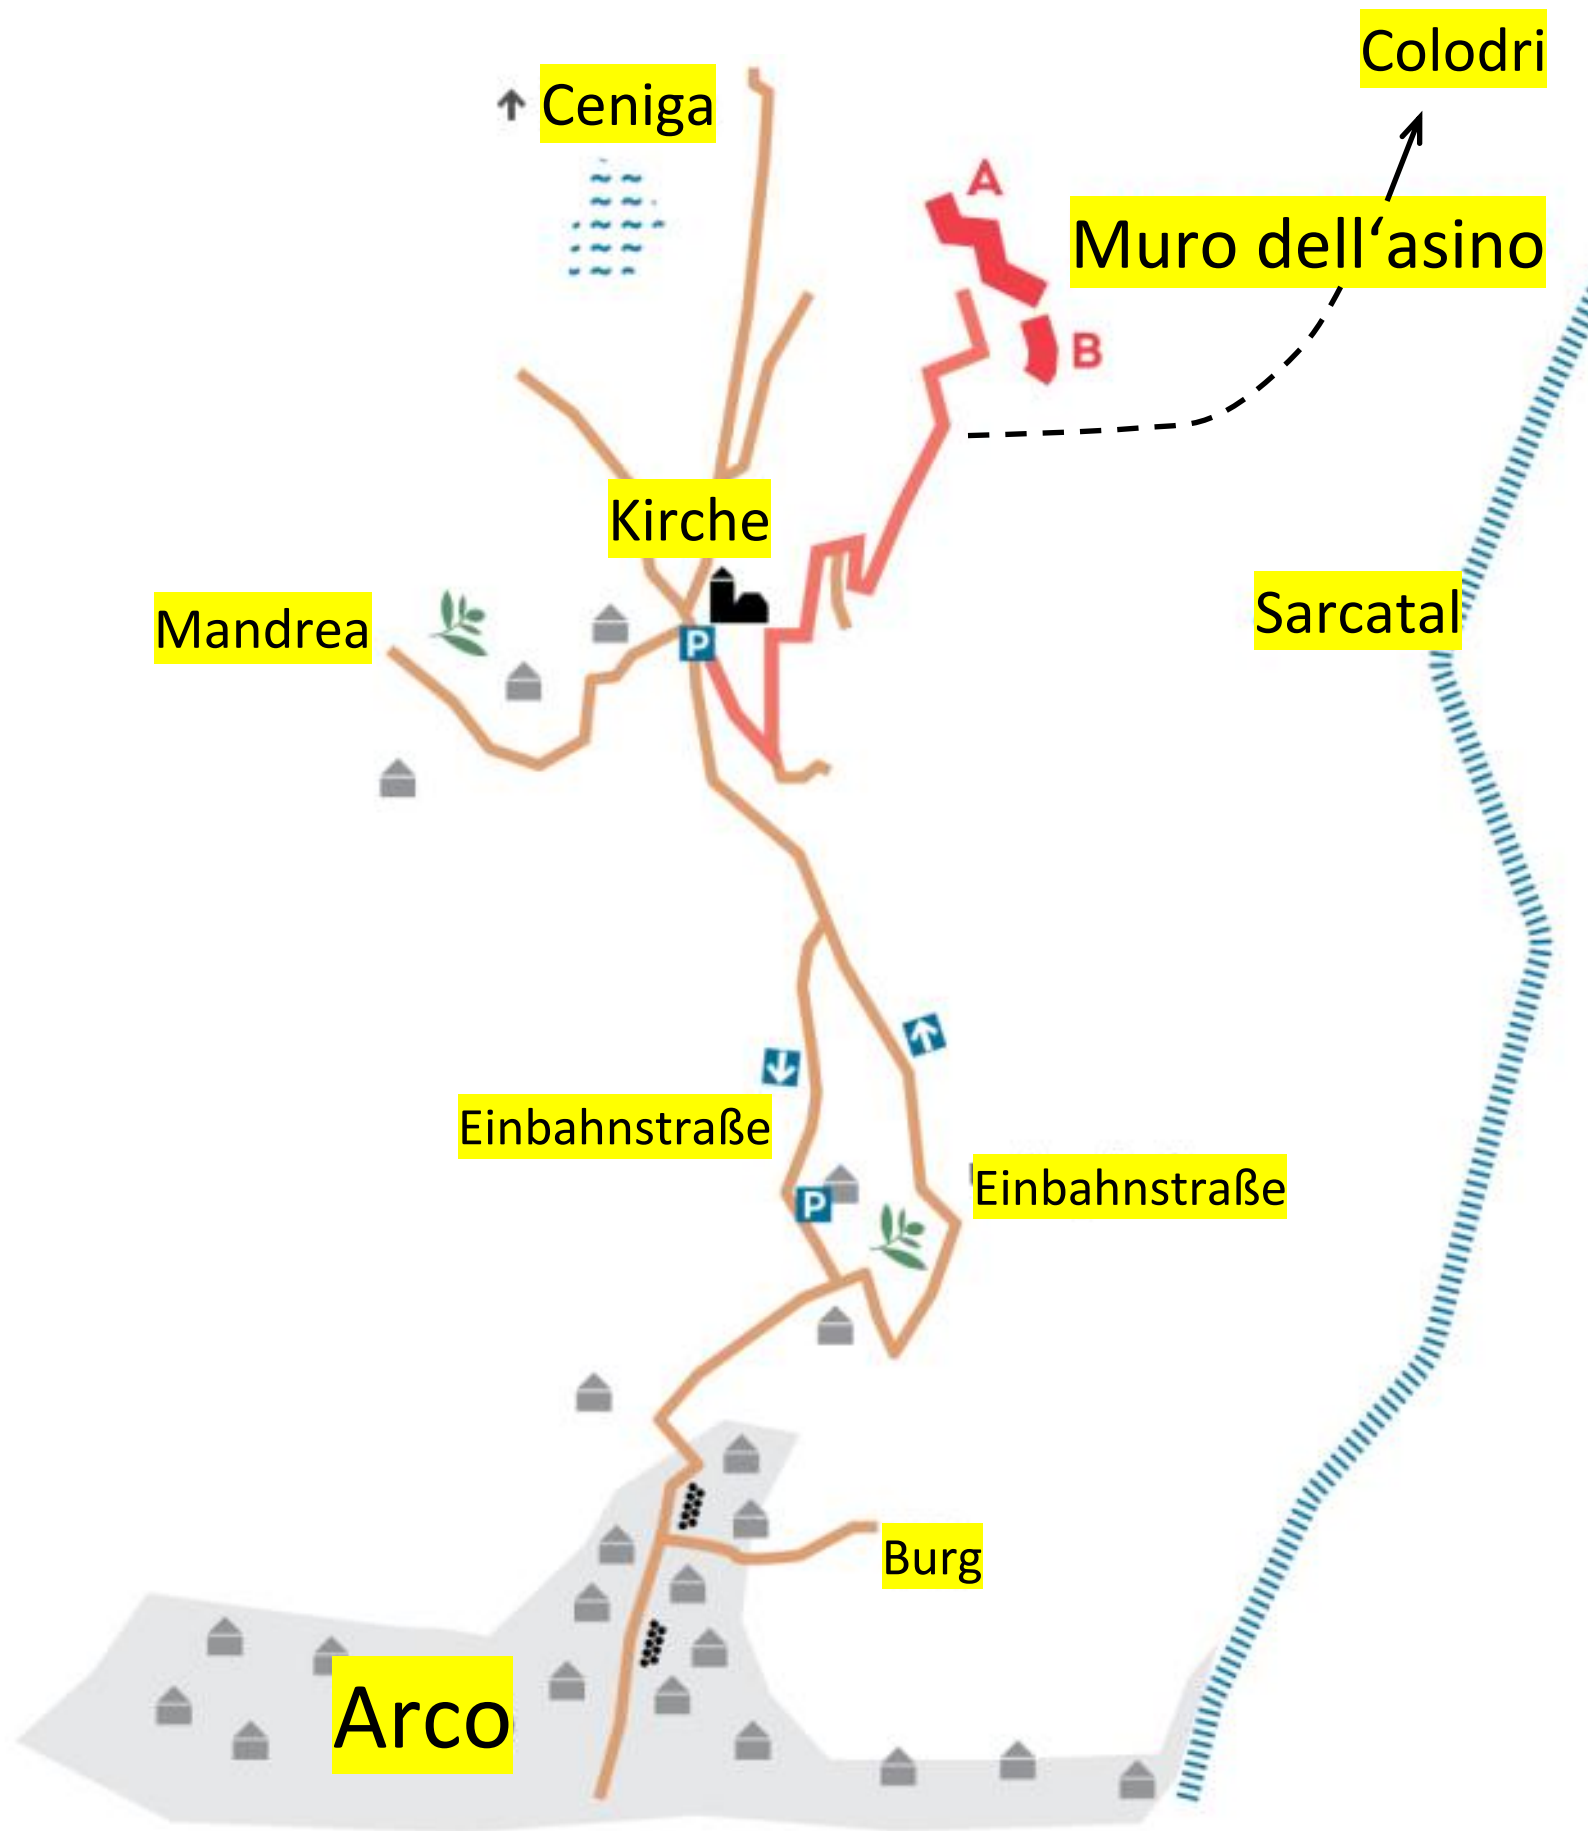 Colodri
Ceniga
A
Muro dell‘asino
B
Kirche
Sarcatal
Mandrea
P
Einbahnstraße
Einbahnstraße
P
Burg
Arco